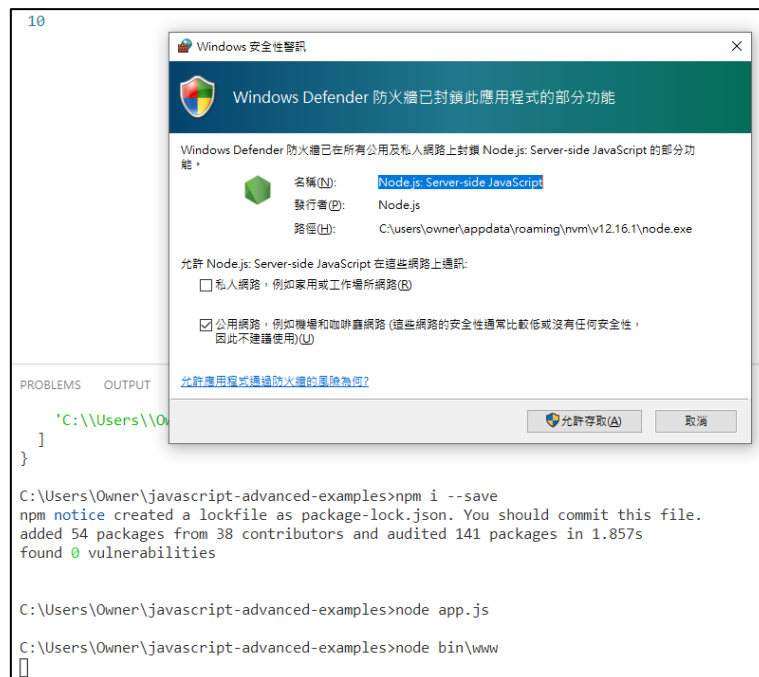 10
Windows 安全性警訊
Windows Defender 防火牆已封鎖此應用程式的部分功能
Windows Defender 防火牆已在所有公用及私人網路上封鎖 Node.js: Server-side JavaScript 的部分功
能。
名稱(N): Node.js: Server-side JavaScript
發行者(P): Node.js
路徑(H): C:\users\owner\appdata\roaming\nvm\v12.16.1\node.exe
允許 Node.js: Server-side JavaScript 在這些網路上通訊:
私人網路，例如家用或工作場所網路(R)
公用網路，例如機場和咖啡廳網路 (這些網路的安全性通常比較低或沒有任何安全性，
因此不建議使用)(U)
允許應用程式通過防火牆的風險為何?
允許存取(A) 取消
PROBLEMS OUTPUT
'C:\\Users\\Ow
]
}
C:\Users\Owner\javascript-advanced-examples>npm i --save
npm notice created a lockfile as package-lock.json. You should commit this file.
added 54 packages from 38 contributors and audited 141 packages in 1.857s
found 0 vulnerabilities
C:\Users\Owner\javascript-advanced-examples>node app.js
C:\Users\Owner\javascript-advanced-examples>node bin\www